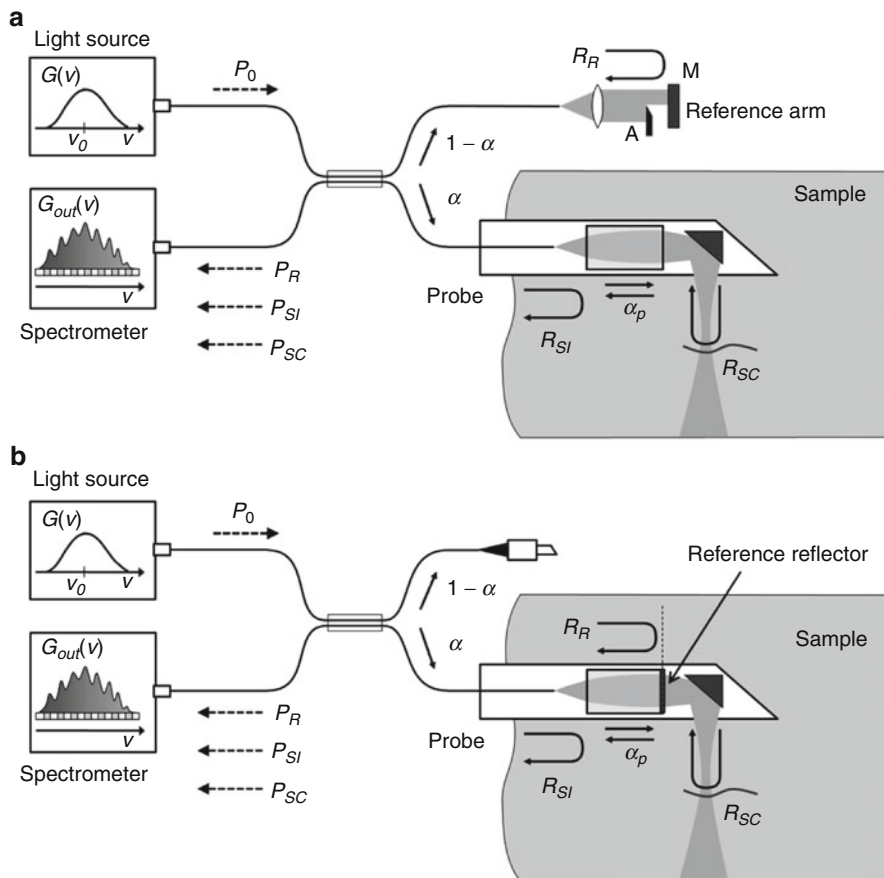 a
Light source
G(ν)
ν0 ν
P0
RR
M
Reference arm
A
1 – α
α
Sample
Gout(ν)
ν
Spectrometer
PR
PSI
PSC
Probe
RSI
αp
RSC
b
Light source
G(ν)
ν0 ν
P0
Reference reflector
1 – α
α
RR
Sample
Gout(ν)
ν
Spectrometer
PR
PSI
PSC
Probe
RSI
αp
RSC